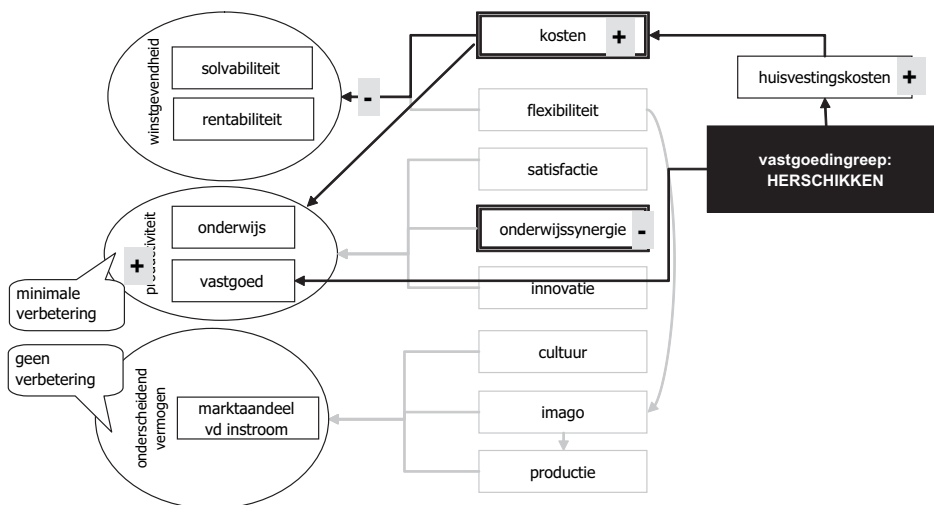 winstgevendheid
solvabiliteit
rentabiliteit
-
kosten
+
huisvestingskosten
+
flexibiliteit
vastgoedingreep:
HERSCHIKKEN
satisfactie
productiviteit
onderwijs
onderwijssynergie
-
+
vastgoed
innovatie
minimale
verbetering
geen
verbetering
cultuur
onderscheidend
vermogen
marktaandeel
vd instroom
imago
productie